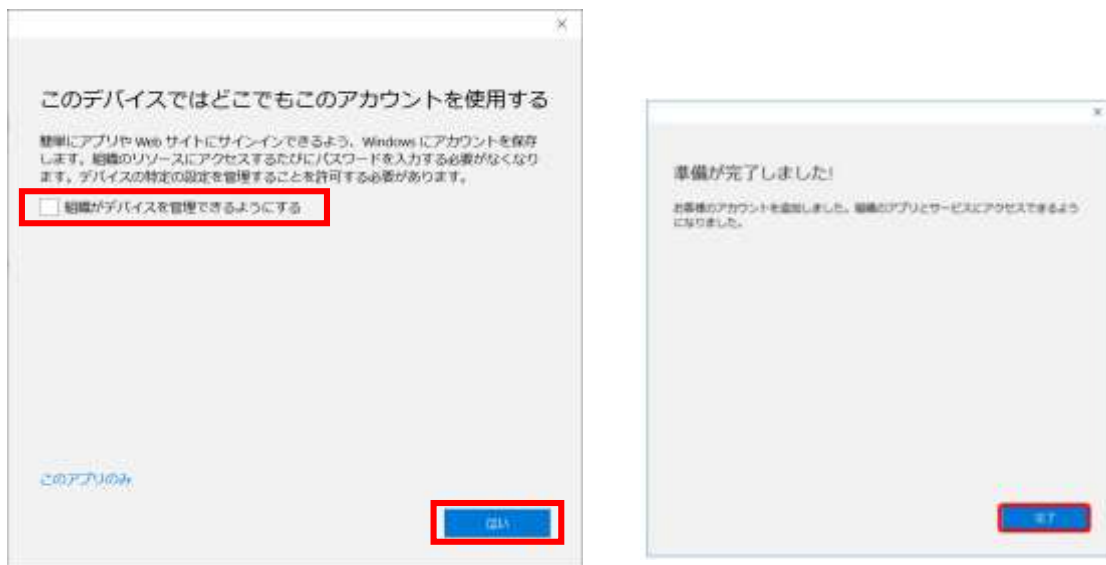 このデバイスではどこでもこのアカウントを使用する
簡単にアプリや Web サイトにサインインできるよう、Windows にアカウントを保存
します。組織のリソースにアクセスするたびにパスワードを入力する必要がなくなり
ます。デバイスの特定の設定を管理することを許可する必要があります。
組織がデバイスを管理できるようにする
このアプリのみ
はい
準備が完了しました!
お客様のアカウントを追加しました。組織のアプリとサービスにアクセスできるよう
になりました。
完了